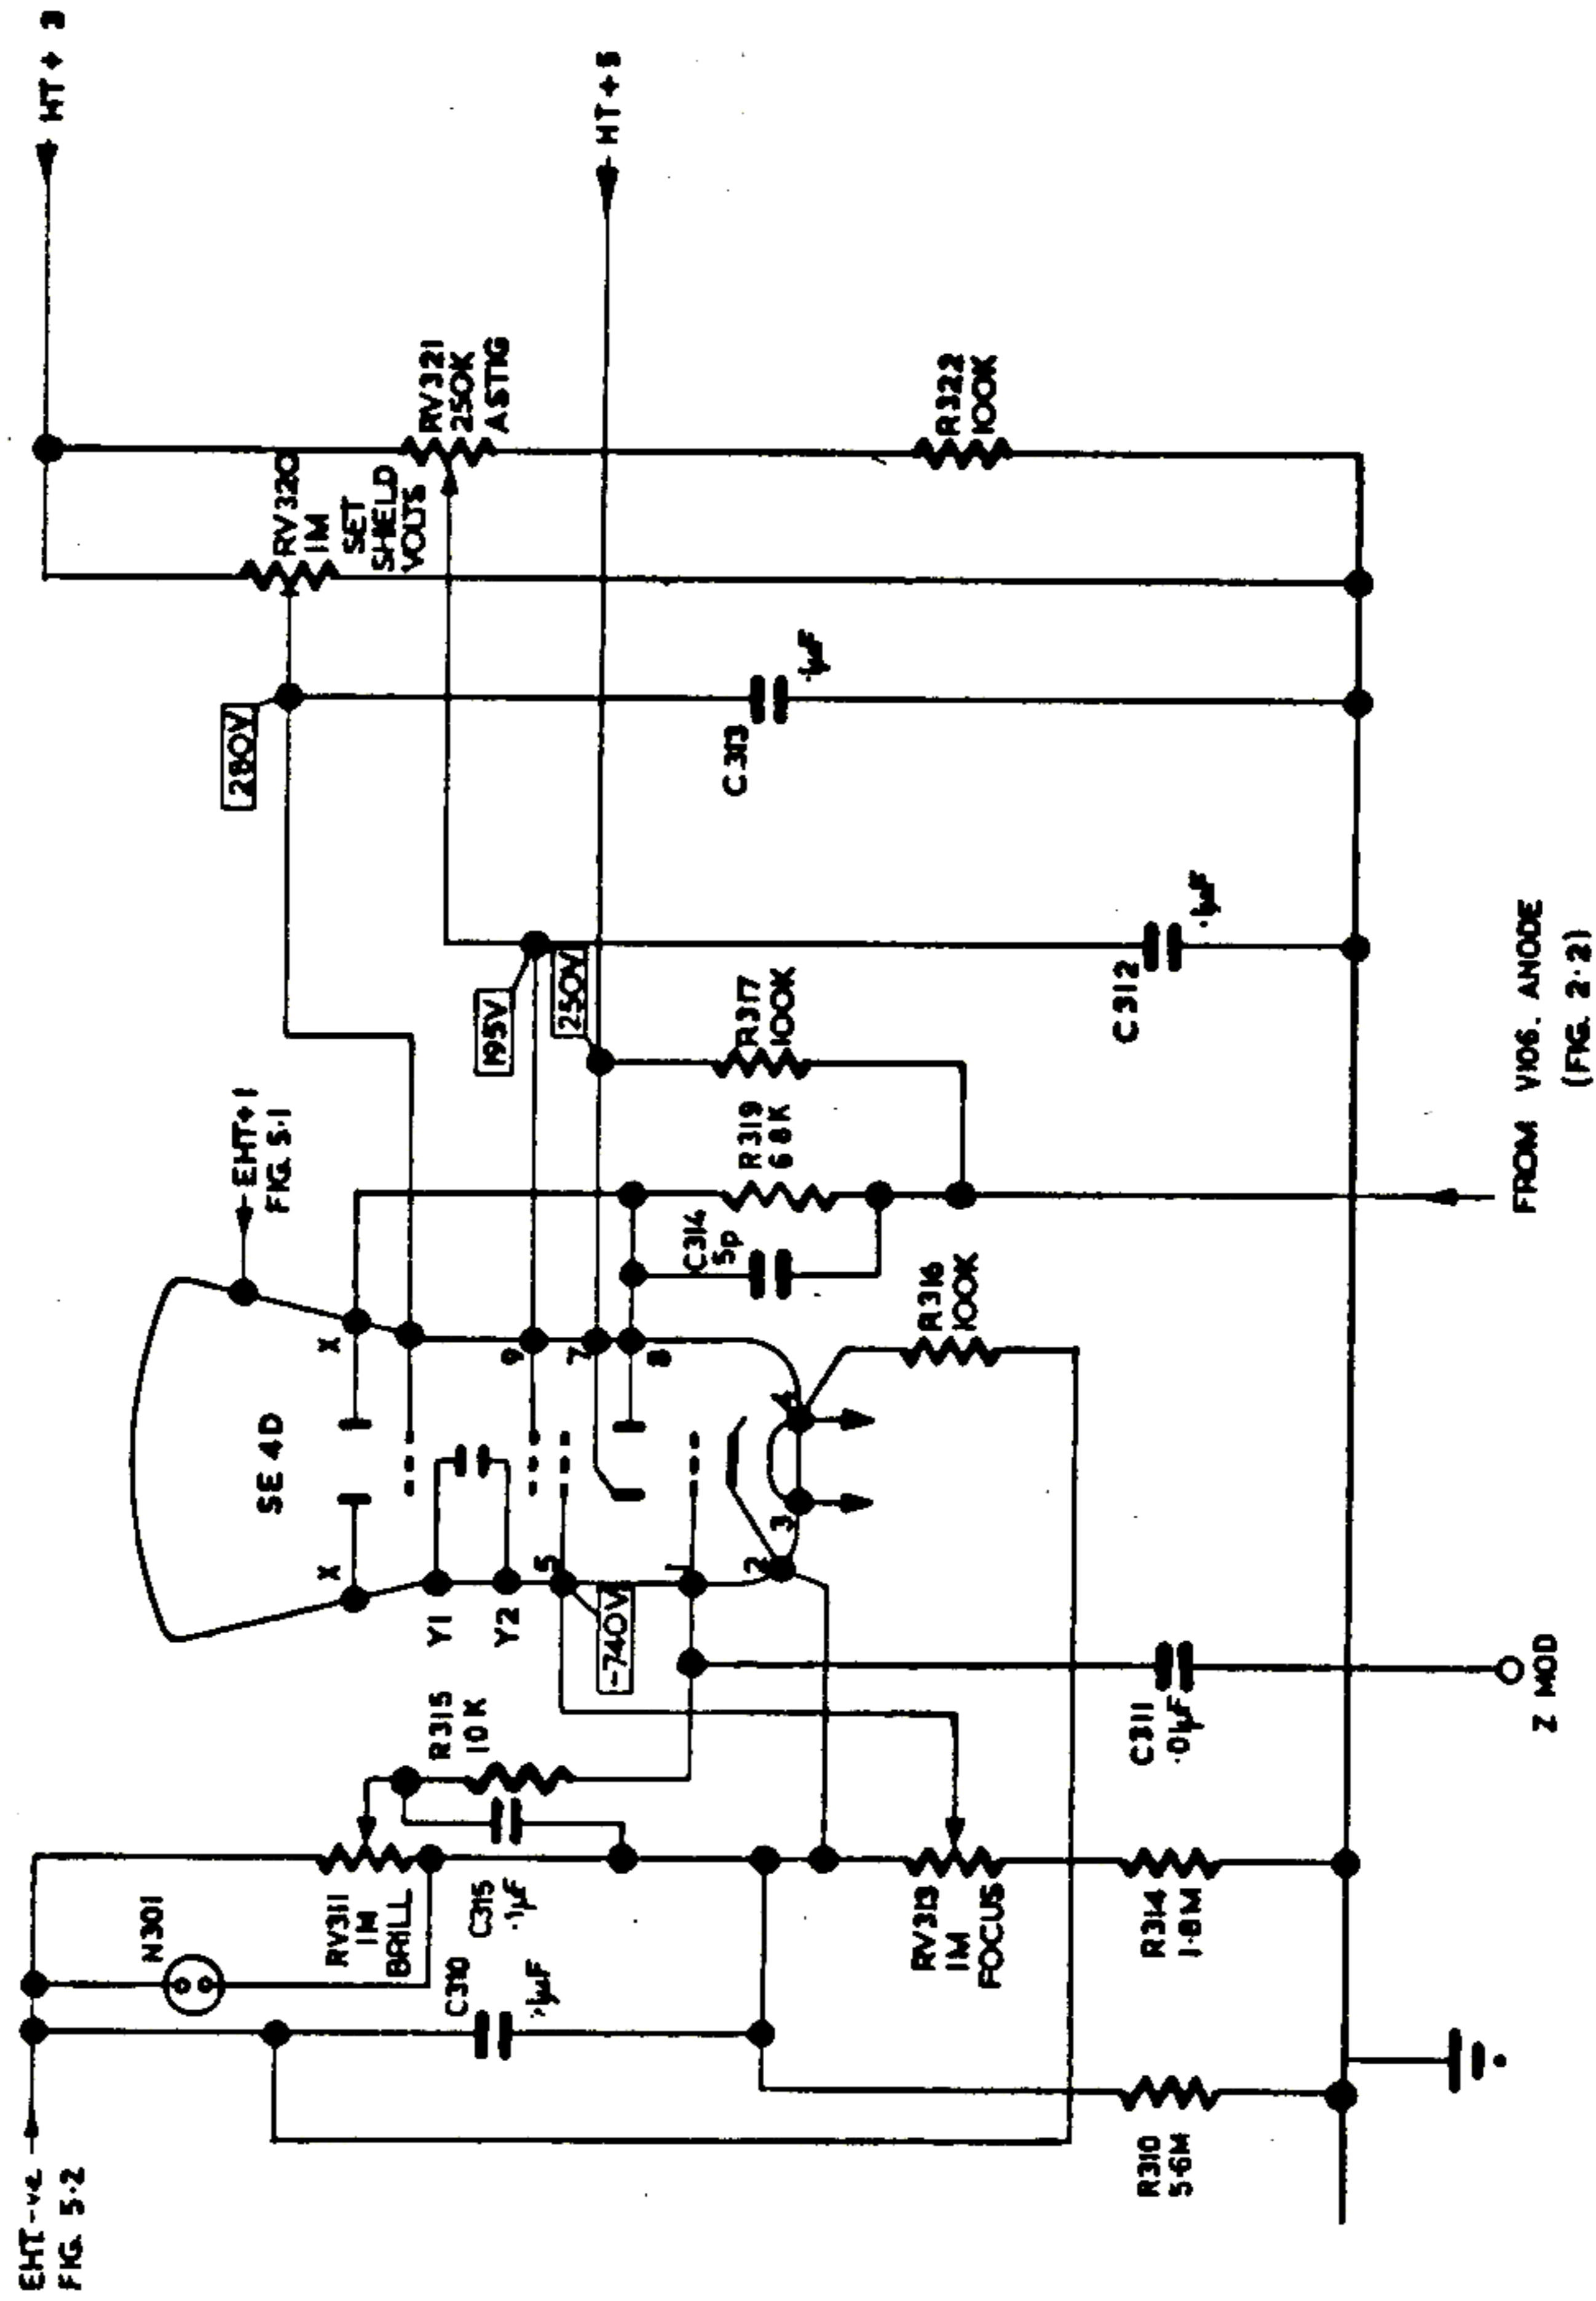 EHT -ve
FIG. 5·2
N301
RV311
1M
BRILL
C310
·1µF
C315
·1µF
R315
10K
RV313
1M
FOCUS
R314
1·8M
R310
5·6M
C311
·01µF
Z MOD
SE 4D
X
X
Y1
Y2
5
1
2
3
4
9
7
8
-740V
EHT+1
FIG. 5·1
C314
5p
R319
68K
R317
100K
R316
100K
195V
250V
280V
C312
·1µF
C313
·1µF
RV320
1M
SET
SHIELD
VOLTS
RV321
250K
ASTIG
R322
100K
HT + 3
HT + 5
FROM V106. ANODE
(FIG. 2·2)